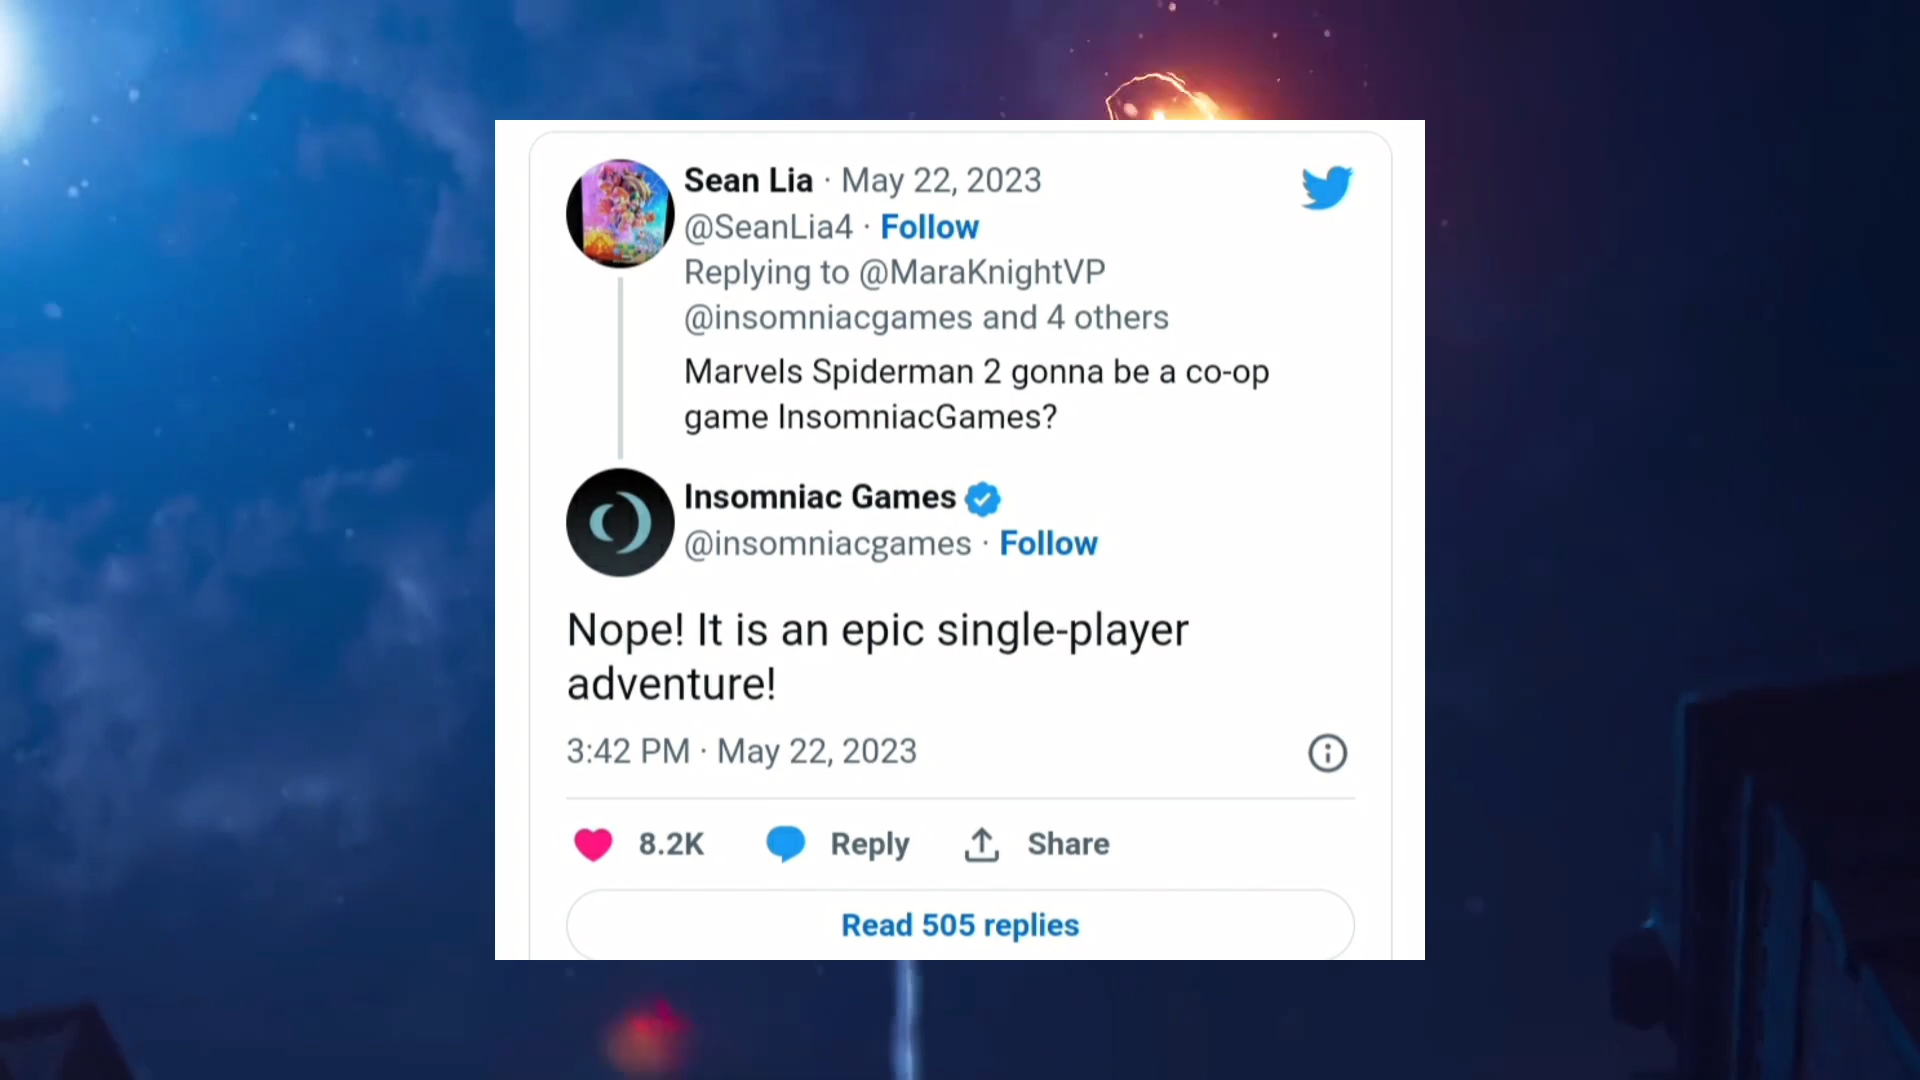 Sean Lia · May 22, 2023
@SeanLia4 · Follow
Replying to @MaraKnightVP
@insomniacgames and 4 others
Marvels Spiderman 2 gonna be a co-op
game InsomniacGames?
Insomniac Games
@insomniacgames · Follow
Nope! It is an epic single-player
adventure!
3:42 PM · May 22, 2023
8.2K Reply Share
Read 505 replies